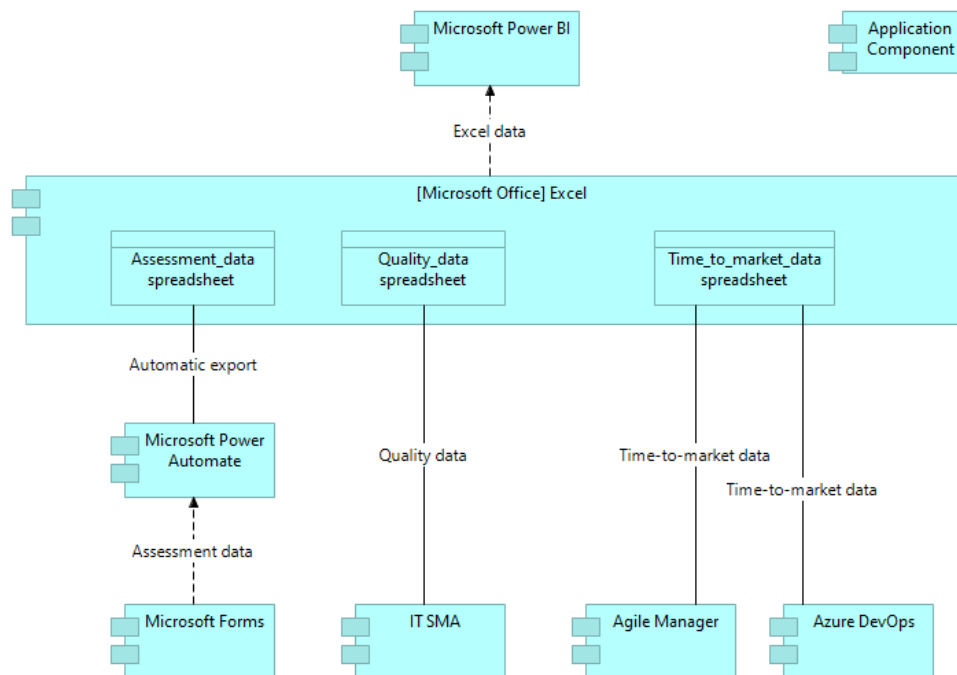 Microsoft Power BI
Application
Component
Excel data
[Microsoft Office] Excel
Assessment_data
spreadsheet
Quality_data
spreadsheet
Time_to_market_data
spreadsheet
Automatic export
Microsoft Power
Automate
Quality data
Time-to-market data
Time-to-market data
Assessment data
Microsoft Forms
IT SMA
Agile Manager
Azure DevOps